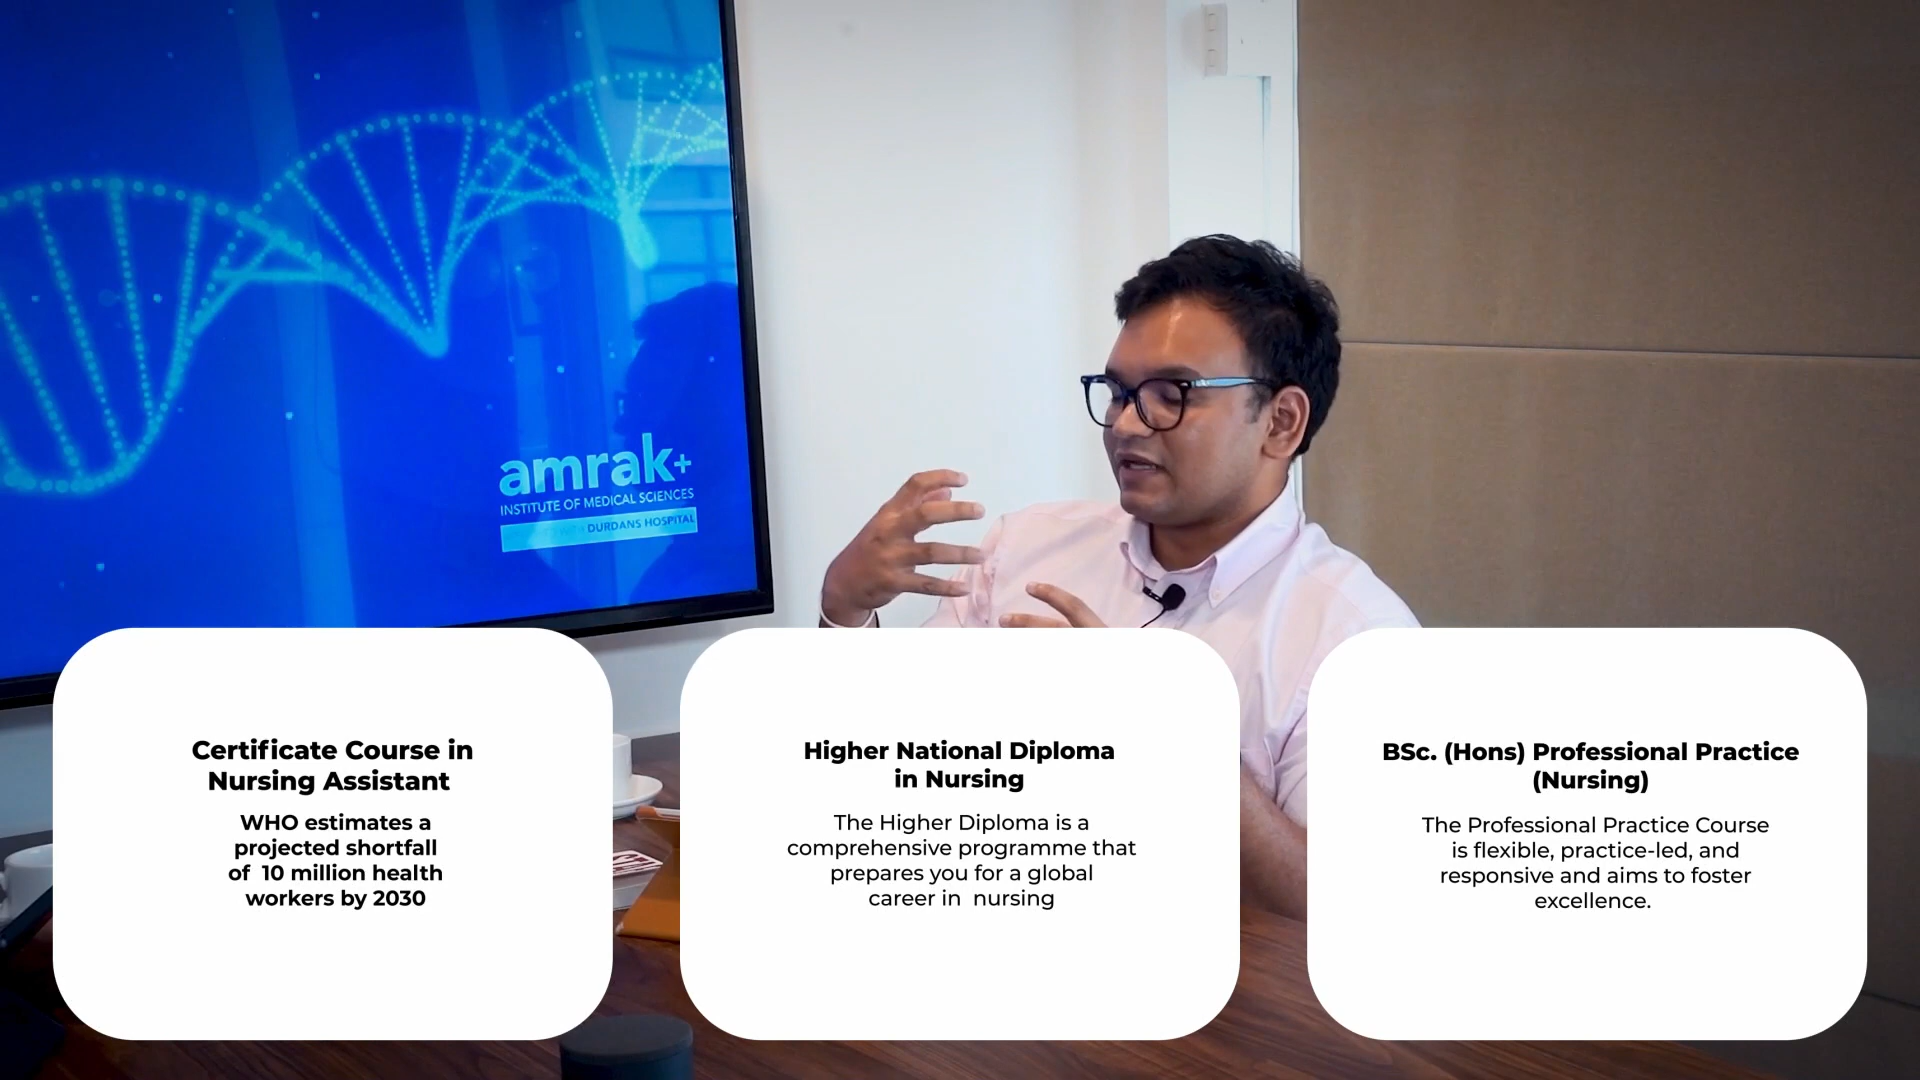 amrak+
INSTITUTE OF MEDICAL SCIENCES
DURDANS HOSPITAL
Certificate Course in
Nursing Assistant
WHO estimates a
projected shortfall
of 10 million health
workers by 2030
Higher National Diploma
in Nursing
The Higher Diploma is a
comprehensive programme that
prepares you for a global
career in nursing
BSc. (Hons) Professional Practice
(Nursing)
The Professional Practice Course
is flexible, practice-led, and
responsive and aims to foster
excellence.